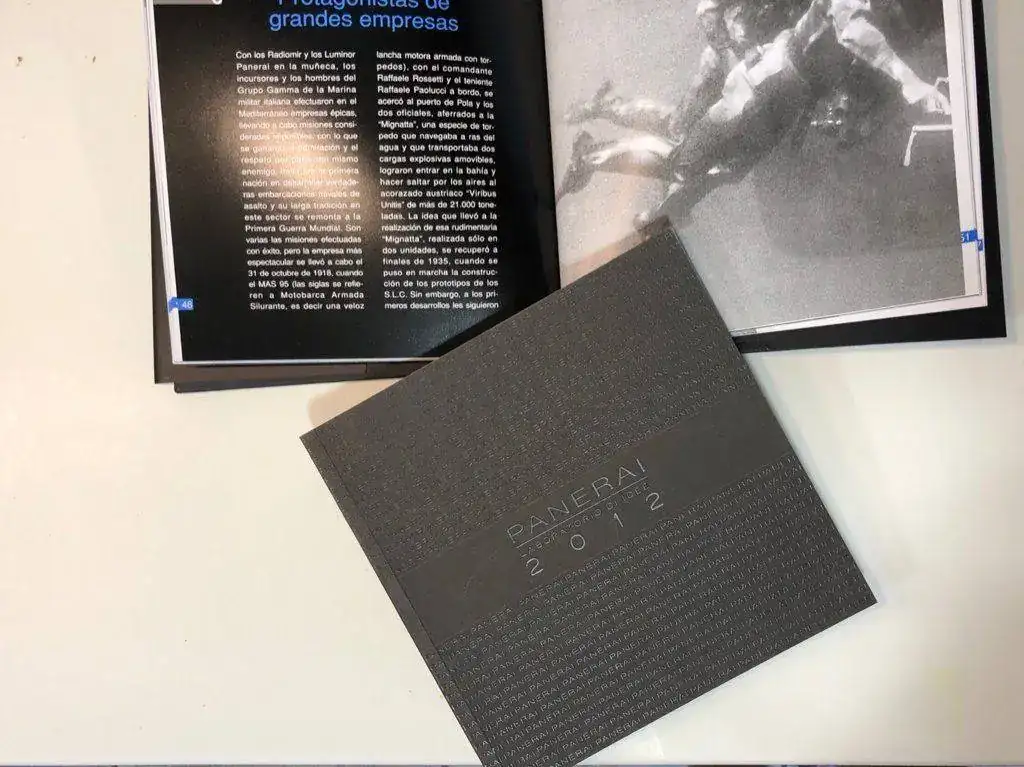 Protagonistas de
grandes empresas
Con los Radiomir y los Luminor
Panerai en la muñeca, los
incursores y los hombres del
Grupo Gamma de la Marina
militar italiana efectuaron en el
Mediterráneo empresas épicas,
llevando a cabo misiones consi-
deradas imposibles, con lo que
se ganaron la admiración y el
respeto por parte del mismo
enemigo. Italia fue la primera
nación en desarrollar verdade-
ras embarcaciones navales de
asalto y su larga tradición en
este sector se remonta a la
Primera Guerra Mundial. Son
varias las misiones efectuadas
con éxito, pero la empresa más
espectacular se llevó a cabo el
31 de octubre de 1918, cuando
el MAS 95 (las siglas se refie-
ren a Motobarca Armada
Silurante, es decir una veloz
lancha motora armada con tor-
pedos), con el comandante
Raffaele Rossetti y el teniente
Raffaele Paolucci a bordo, se
acercó al puerto de Pola y los
dos oficiales, aferrados a la
"Mignatta", una especie de tor-
pedo que navegaba a ras del
agua y que transportaba dos
cargas explosivas amovibles,
lograron entrar en la bahía y
hacer saltar por los aires al
acorazado austriaco "Viribus
Unitis" de más de 21.000 tone-
ladas. La idea que llevó a la
realización de esa rudimentaria
"Mignatta", realizada sólo en
dos unidades, se recuperó a
finales de 1935, cuando se
puso en marcha la construc-
ción de los prototipos de los
S.L.C. Sin embargo, a los pri-
meros desarrollos les siguieron
48
51
PANERAI
LABORATORIO DI IDEE
2012